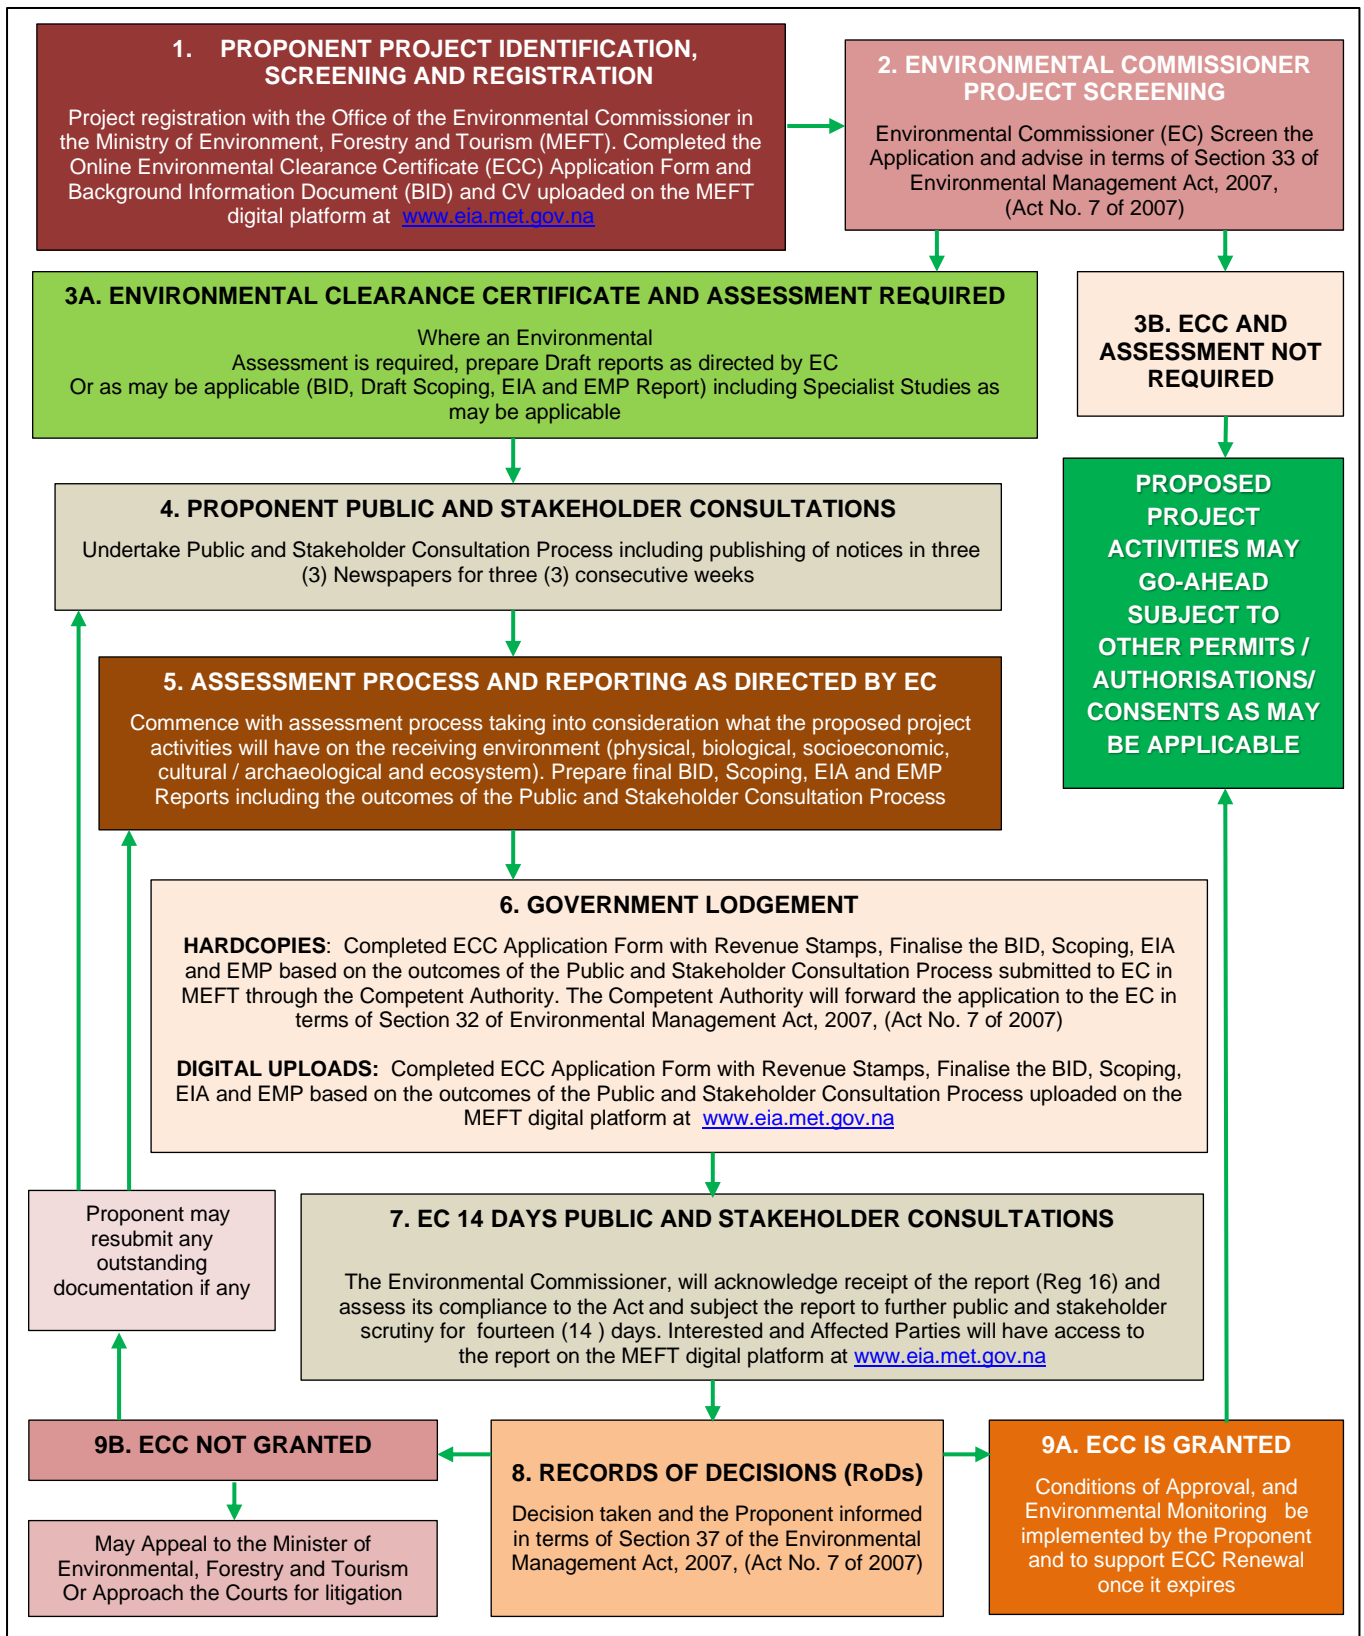 1. PROPONENT PROJECT IDENTIFICATION,
SCREENING AND REGISTRATION
Project registration with the Office of the Environmental Commissioner in
the Ministry of Environment, Forestry and Tourism (MEFT). Completed the
Online Environmental Clearance Certificate (ECC) Application Form and
Background Information Document (BID) and CV uploaded on the MEFT
digital platform at www.eia.met.gov.na
2. ENVIRONMENTAL COMMISSIONER
PROJECT SCREENING
Environmental Commissioner (EC) Screen the
Application and advise in terms of Section 33 of
Environmental Management Act, 2007,
(Act No. 7 of 2007)
3A. ENVIRONMENTAL CLEARANCE CERTIFICATE AND ASSESSMENT REQUIRED
Where an Environmental
Assessment is required, prepare Draft reports as directed by EC
Or as may be applicable (BID, Draft Scoping, EIA and EMP Report) including Specialist Studies as
may be applicable
3B. ECC AND
ASSESSMENT NOT
REQUIRED
4. PROPONENT PUBLIC AND STAKEHOLDER CONSULTATIONS
Undertake Public and Stakeholder Consultation Process including publishing of notices in three
(3) Newspapers for three (3) consecutive weeks
PROPOSED
PROJECT
ACTIVITIES MAY
GO-AHEAD
SUBJECT TO
OTHER PERMITS /
AUTHORISATIONS/
CONSENTS AS MAY
BE APPLICABLE
5. ASSESSMENT PROCESS AND REPORTING AS DIRECTED BY EC
Commence with assessment process taking into consideration what the proposed project
activities will have on the receiving environment (physical, biological, socioeconomic,
cultural / archaeological and ecosystem). Prepare final BID, Scoping, EIA and EMP
Reports including the outcomes of the Public and Stakeholder Consultation Process
6. GOVERNMENT LODGEMENT
HARDCOPIES: Completed ECC Application Form with Revenue Stamps, Finalise the BID, Scoping, EIA
and EMP based on the outcomes of the Public and Stakeholder Consultation Process submitted to EC in
MEFT through the Competent Authority. The Competent Authority will forward the application to the EC in
terms of Section 32 of Environmental Management Act, 2007, (Act No. 7 of 2007)
DIGITAL UPLOADS: Completed ECC Application Form with Revenue Stamps, Finalise the BID, Scoping,
EIA and EMP based on the outcomes of the Public and Stakeholder Consultation Process uploaded on the
MEFT digital platform at www.eia.met.gov.na
Proponent may
resubmit any
outstanding
documentation if any
7. EC 14 DAYS PUBLIC AND STAKEHOLDER CONSULTATIONS
The Environmental Commissioner, will acknowledge receipt of the report (Reg 16) and
assess its compliance to the Act and subject the report to further public and stakeholder
scrutiny for fourteen (14 ) days. Interested and Affected Parties will have access to
the report on the MEFT digital platform at www.eia.met.gov.na
9B. ECC NOT GRANTED
May Appeal to the Minister of
Environmental, Forestry and Tourism
Or Approach the Courts for litigation
8. RECORDS OF DECISIONS (RoDs)
Decision taken and the Proponent informed
in terms of Section 37 of the Environmental
Management Act, 2007, (Act No. 7 of 2007)
9A. ECC IS GRANTED
Conditions of Approval, and
Environmental Monitoring be
implemented by the Proponent
and to support ECC Renewal
once it expires